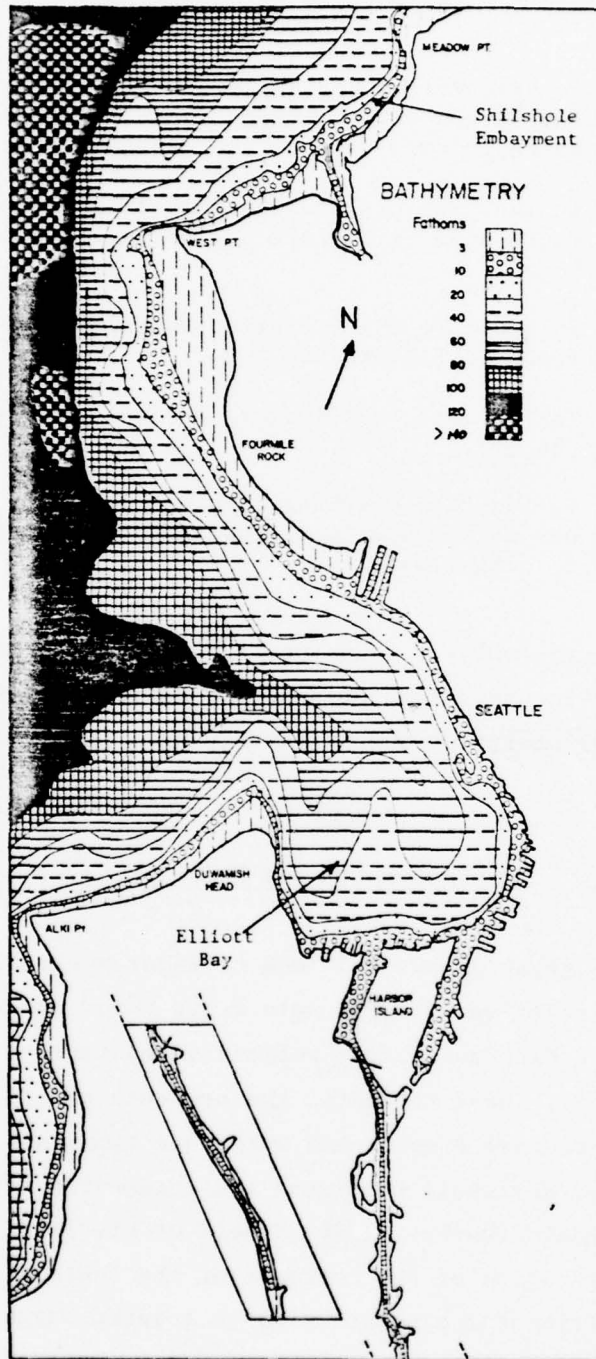 MEADOW PT.
Shilshole
Embayment
BATHYMETRY
Fathoms
3
10
20
40
60
80
100
120
> 140
WEST PT.
N
FOURMILE
ROCK
SEATTLE
DUWAMISH
HEAD
ALKI Pt.
Elliott
Bay
HARBOR
ISLAND